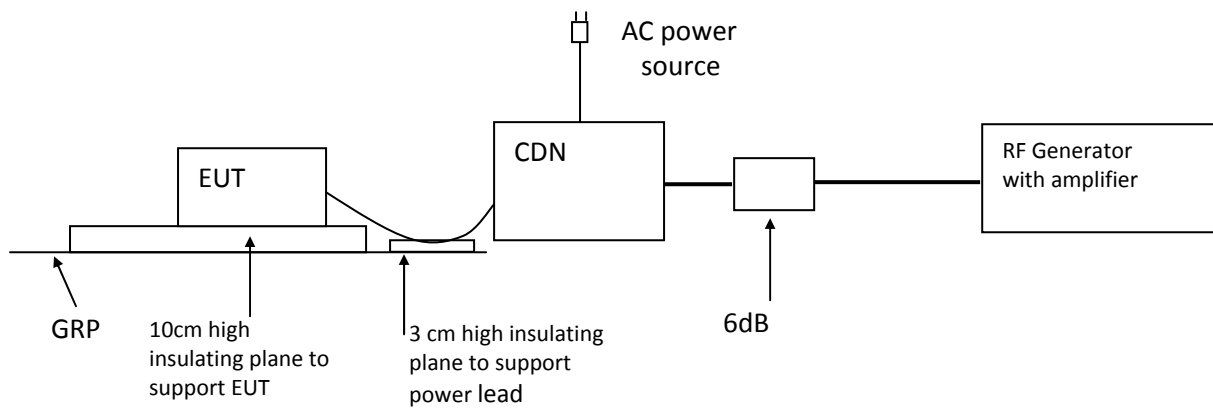 AC power
source
EUT
CDN
RF Generator
with amplifier
GRP
10cm high
insulating plane to
support EUT
3 cm high insulating
plane to support
power lead
6dB